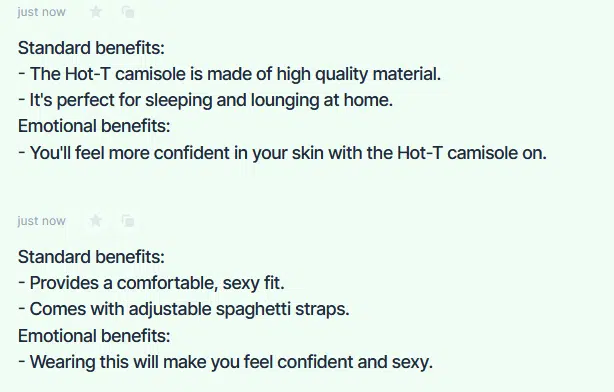 just now
Standard benefits:
- The Hot-T camisole is made of high quality material.
- It's perfect for sleeping and lounging at home.
Emotional benefits:
- You'll feel more confident in your skin with the Hot-T camisole on.
just now
Standard benefits:
- Provides a comfortable, sexy fit.
- Comes with adjustable spaghetti straps.
Emotional benefits:
- Wearing this will make you feel confident and sexy.